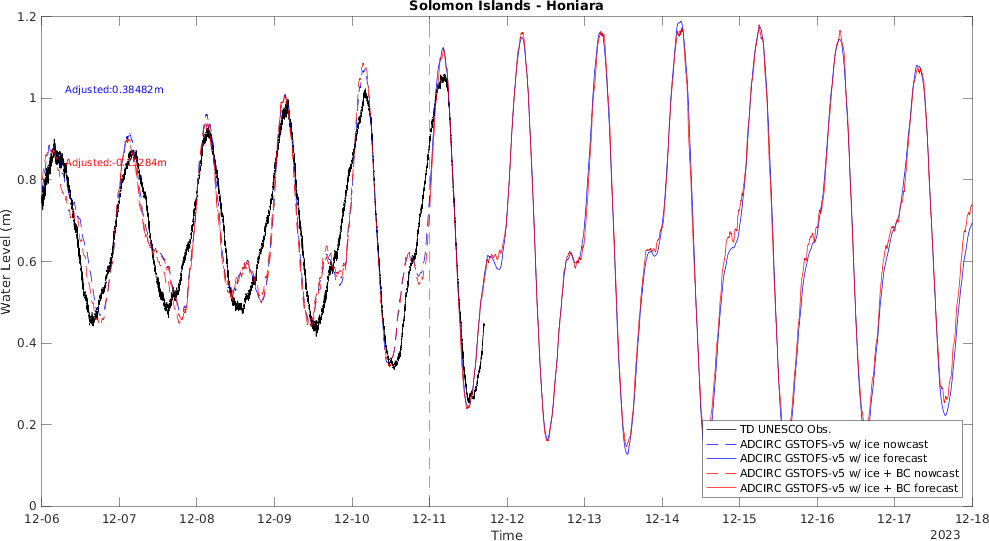 Solomon Islands - Honiara
1.2
1
0.8
0.6
0.4
0.2
0
Water Level (m)
Adjusted:0.38482m
TD UNESCO Obs.
ADCIRC GSTOFS-v5 w/ ice nowcast
ADCIRC GSTOFS-v5 w/ ice forecast
ADCIRC GSTOFS-v5 w/ ice + BC nowcast
ADCIRC GSTOFS-v5 w/ ice + BC forecast
12-06 12-07 12-08 12-09 12-10 12-11 12-12 12-13 12-14 12-15 12-16 12-17 12-18
Time
2023